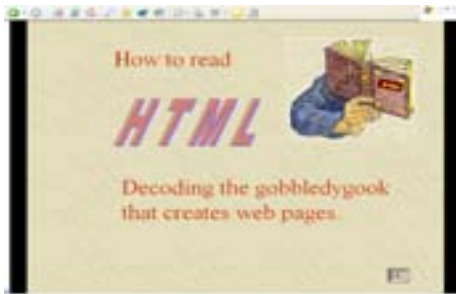 How to read
HTML
Decoding the gobbledygook
that creates web pages.